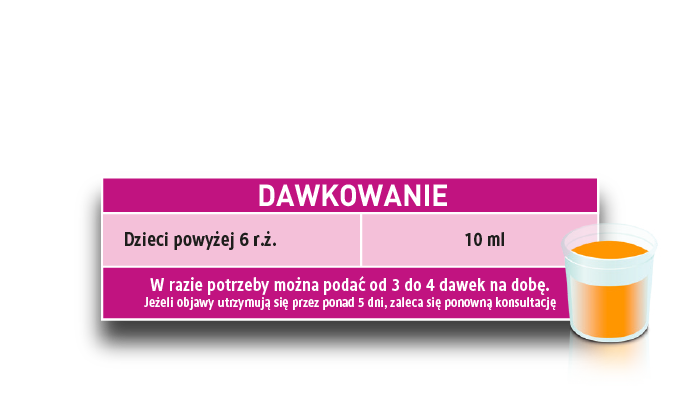 DAWKOWANIE
Dzieci powyżej 6 r.ż. 10 ml
W razie potrzeby można podać od 3 do 4 dawek na dobę.
Jeżeli objawy utrzymują się przez ponad 5 dni, zaleca się ponowną konsultację